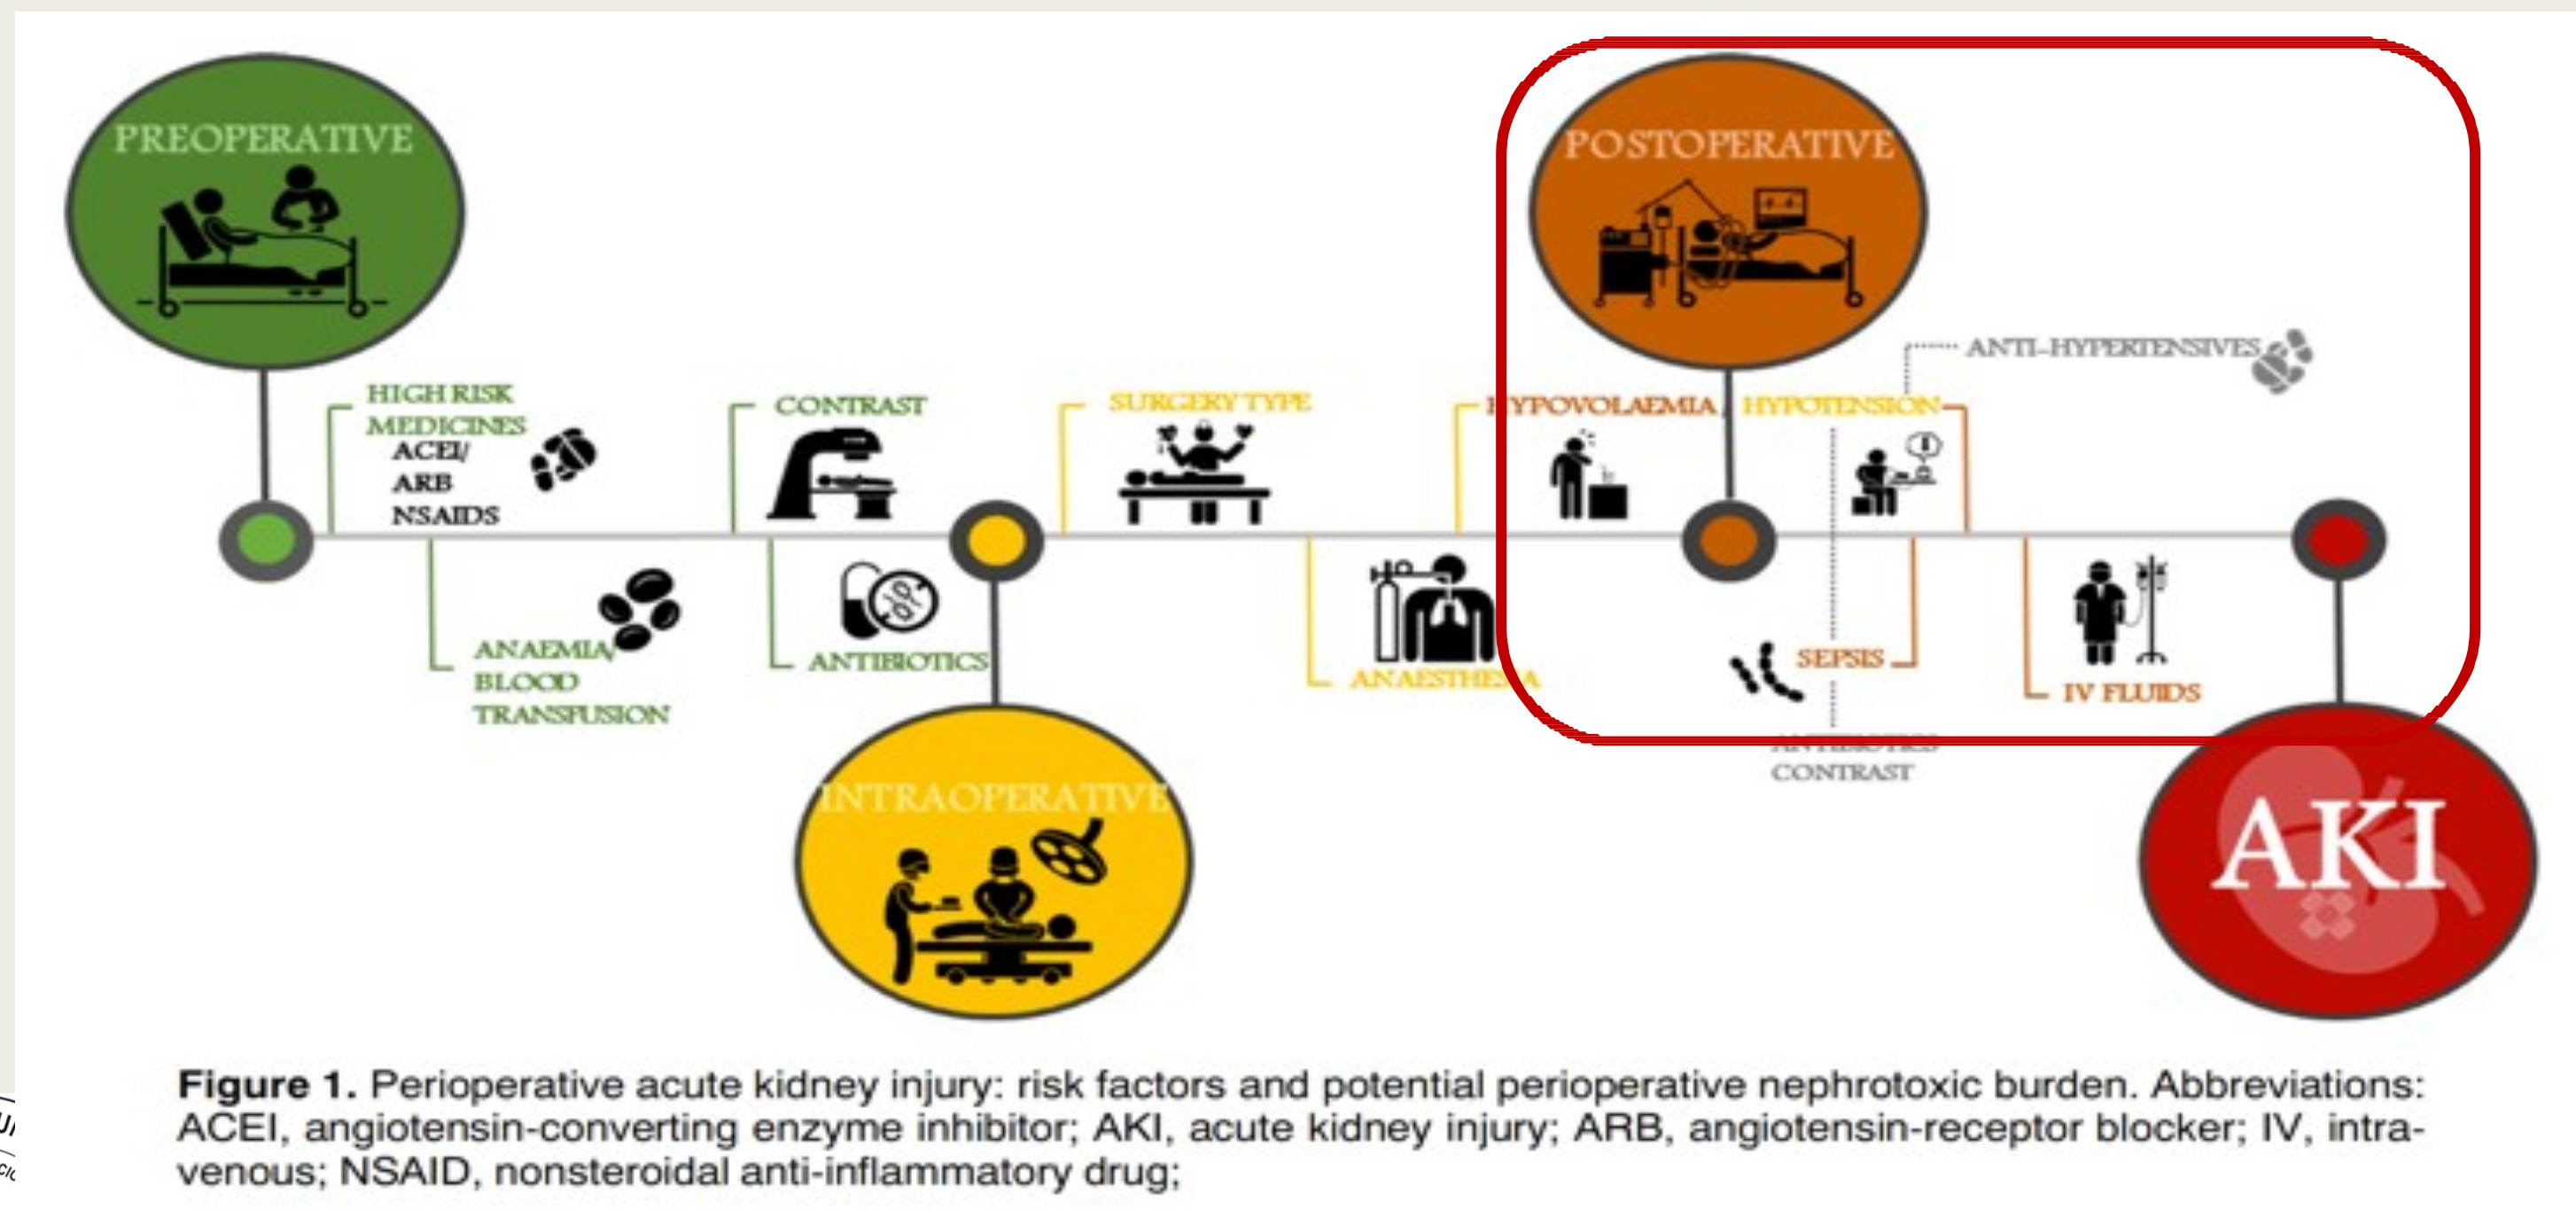 PREOPERATIVE
POSTOPERATIVE
ANTI-HYPERTENSIVES
HIGH RISK
MEDICINES
ACEI/
ARB
NSAIDS
CONTRAST
SURGERY TYPE
HYPOVOLAEMIA/ HYPOTENSION
ANAEMIA/
BLOOD
TRANSFUSION
ANTIBIOTICS
ANAESTHESIA
SEPSIS
IV FLUIDS
ANTIBIOTICS
CONTRAST
INTRAOPERATIVE
AKI
Figure 1. Perioperative acute kidney injury: risk factors and potential perioperative nephrotoxic burden. Abbreviations:
ACEI, angiotensin-converting enzyme inhibitor; AKI, acute kidney injury; ARB, angiotensin-receptor blocker; IV, intra-
venous; NSAID, nonsteroidal anti-inflammatory drug;